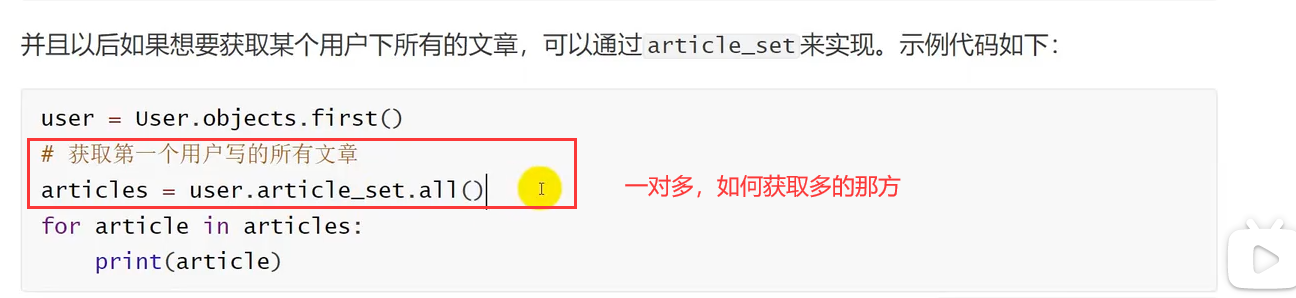 并且以后如果想要获取某个用户下所有的文章，可以通过article_set来实现。示例代码如下：
user = User.objects.first()
# 获取第一个用户写的所有文章
articles = user.article_set.all()
一对多，如何获取多的那方
for article in articles:
    print(article)